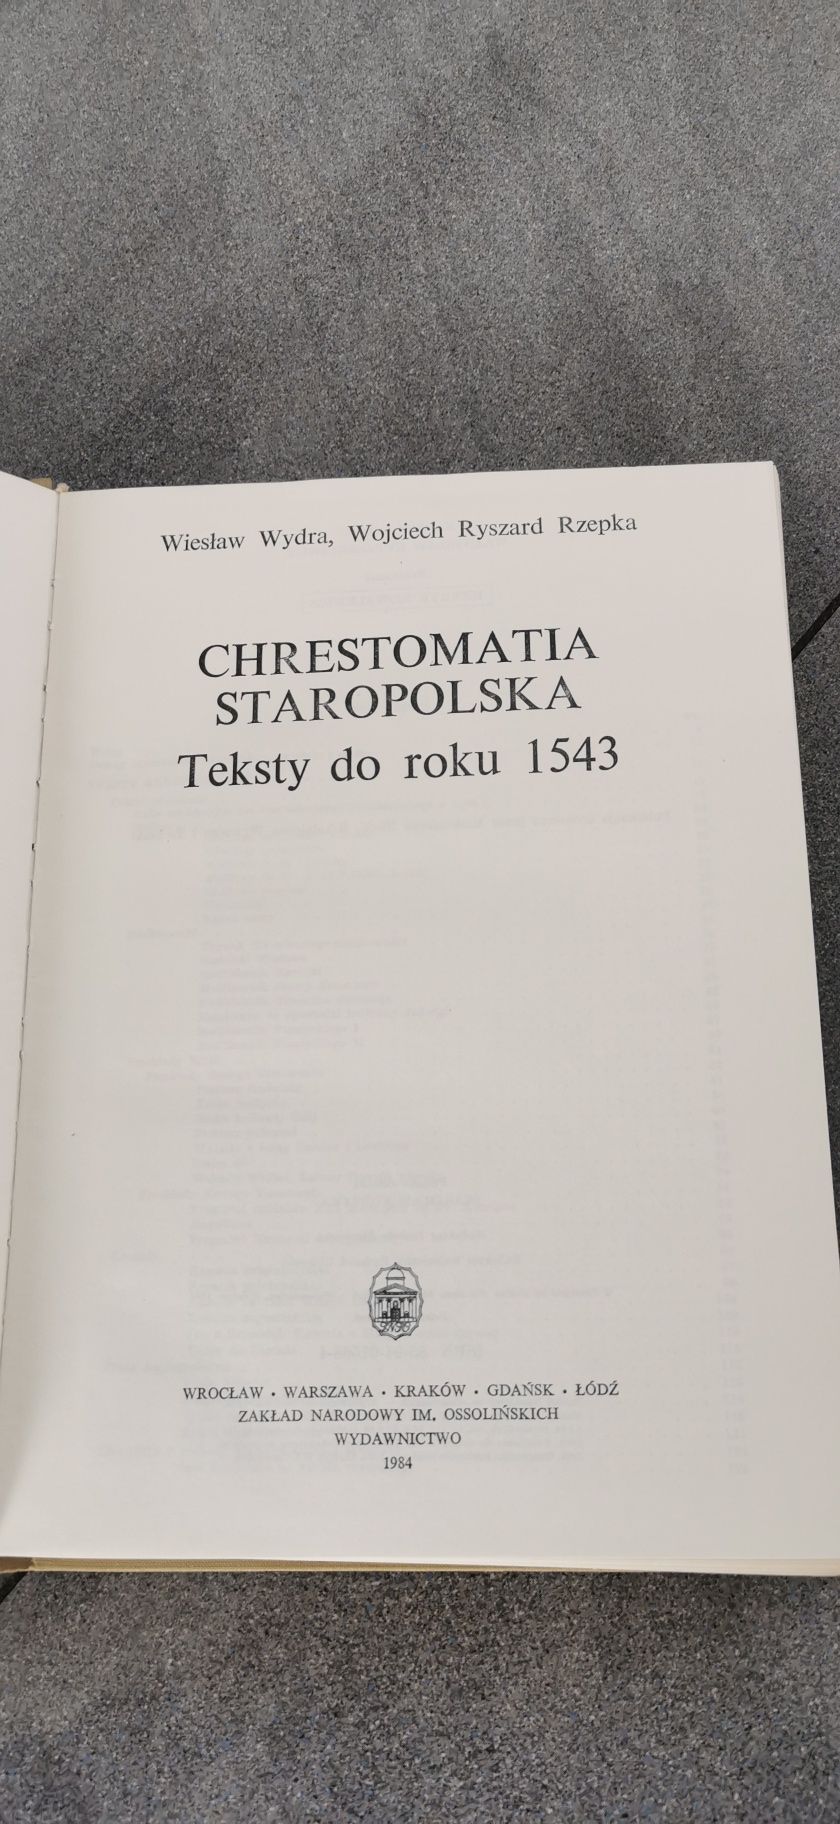 Wiesław Wydra, Wojciech Ryszard Rzepka
CHRESTOMATIA
STAROPOLSKA
Teksty do roku 1543
WROCŁAW • WARSZAWA • KRAKÓW • GDAŃSK • ŁÓDŹ
ZAKŁAD NARODOWY IM. OSSOLIŃSKICH
WYDAWNICTWO
1984